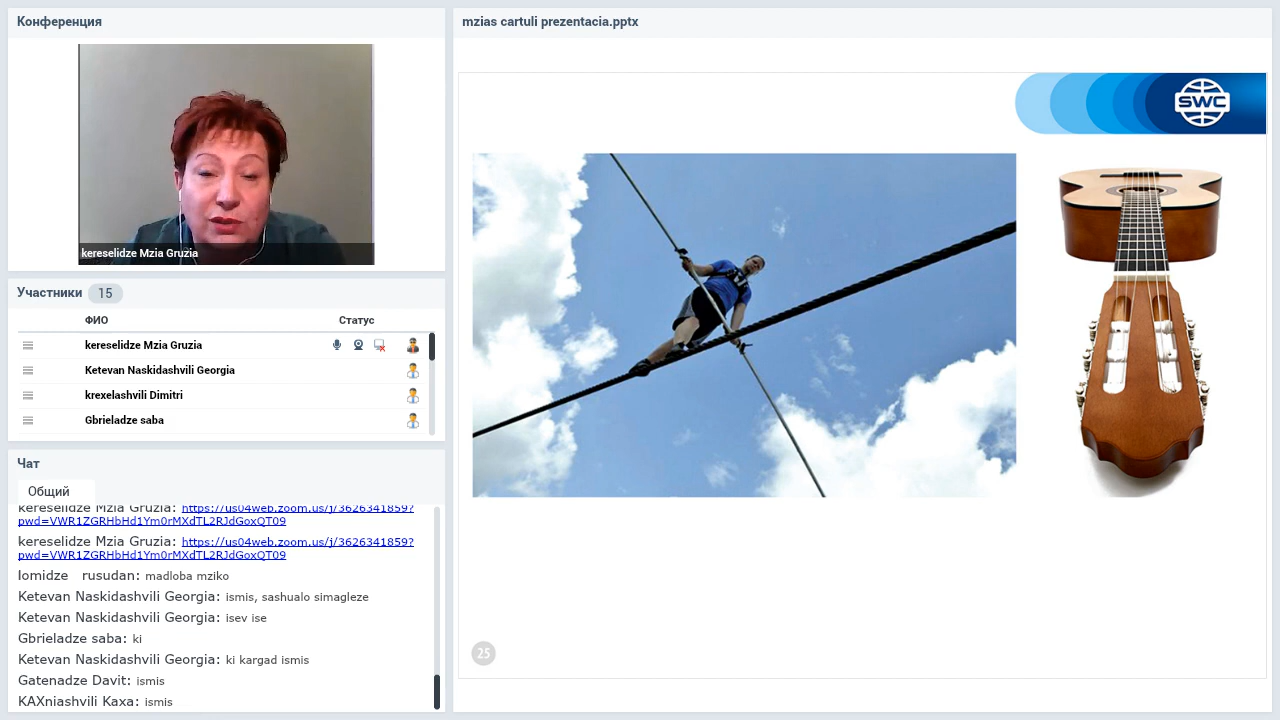 Конференция
kereselidze Mzia Gruzia
Участники 15
ФИО Статус
kereselidze Mzia Gruzia
Ketevan Naskidashvili Georgia
krexelashvili Dimitri
Gbrieladze saba
Чат
Общий
kereselidze Mzia Gruzia: https://us04web.zoom.us/j/3626341859?
pwd=VWR1ZGRHbHd1Ym0rMXdTL2RJdGoxQT09
kereselidze Mzia Gruzia: https://us04web.zoom.us/j/3626341859?
pwd=VWR1ZGRHbHd1Ym0rMXdTL2RJdGoxQT09
lomidze rusudan: madloba mziko
Ketevan Naskidashvili Georgia: ismis, sashualo simagleze
Ketevan Naskidashvili Georgia: isev ise
Gbrieladze saba: ki
Ketevan Naskidashvili Georgia: ki kargad ismis
Gatenadze Davit: ismis
KAXniashvili Kaxa: ismis
mzias cartuli prezentacia.pptx
SWC
25